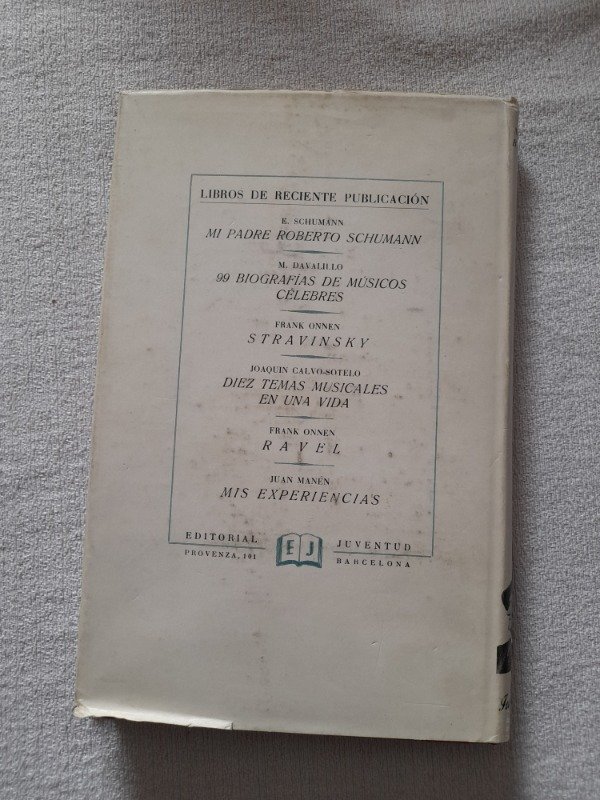 LIBROS DE RECIENTE PUBLICACIÓN
E. SCHUMANN
MI PADRE ROBERTO SCHUMANN
M. DAVALILLO
99 BIOGRAFÍAS DE MÚSICOS
CÉLEBRES
FRANK ONNEN
STRAVINSKY
JOAQUIN CALVO-SOTELO
DIEZ TEMAS MUSICALES
EN UNA VIDA
FRANK ONNEN
RAVEL
JUAN MANÉN
MIS EXPERIENCIAS
EDITORIAL EJ JUVENTUD
PROVENZA, 101 BARCELONA